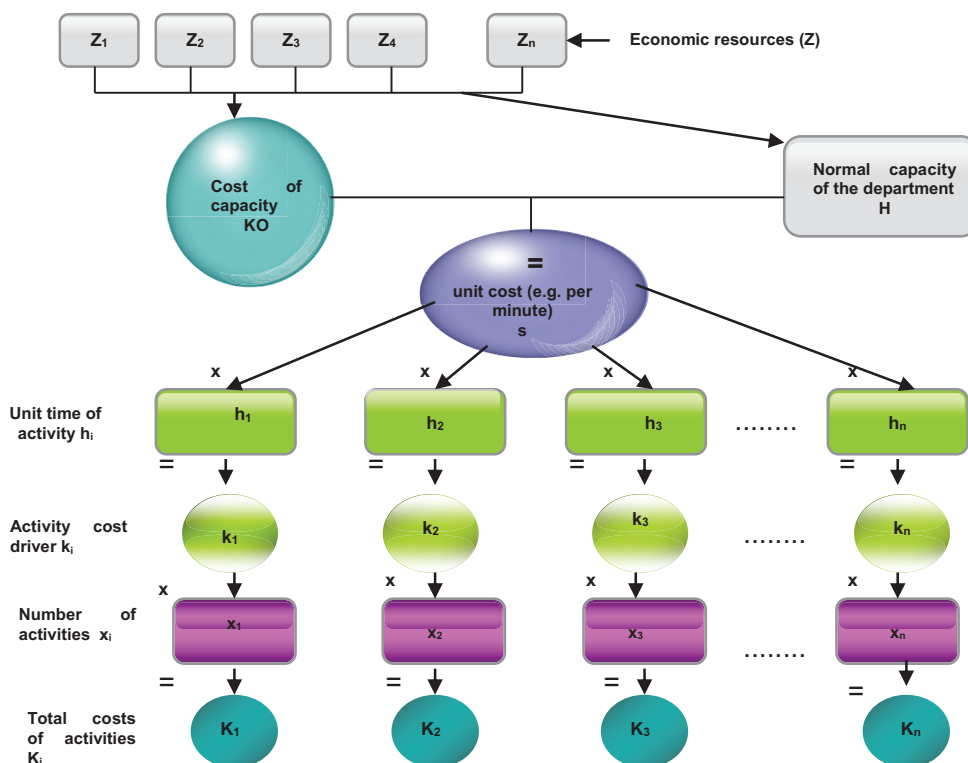 Z1 Z2 Z3 Z4 Zn Economic resources (Z)
Cost of
capacity
KO
Normal capacity
of the department
H
=
unit cost (e.g. per
minute)
s
x x x x
Unit time of
activity hi
h1 h2 h3 ........ hn
= = = =
Activity cost
driver ki
k1 k2 k3 ........ kn
x x x x
Number of
activities xi
x1 x2 x3 ........ xn
= = = =
Total costs
of activities
Ki
K1 K2 K3 Kn